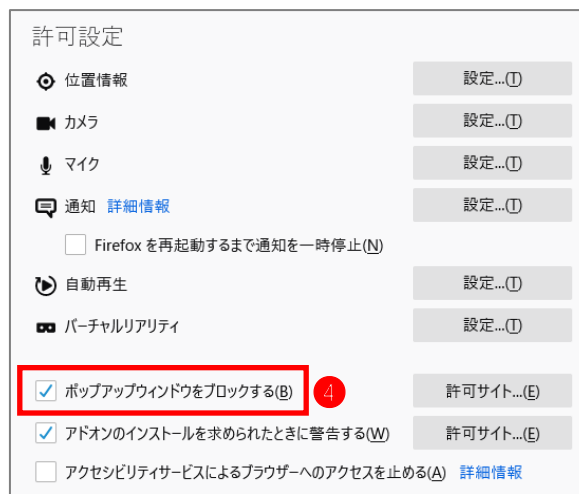 許可設定
位置情報 設定...(T)
カメラ 設定...(T)
マイク 設定...(T)
通知 詳細情報 設定...(T)
Firefox を再起動するまで通知を一時停止(N)
自動再生 設定...(T)
バーチャルリアリティ 設定...(T)
ポップアップウィンドウをブロックする(B) 4 許可サイト...(E)
アドオンのインストールを求められたときに警告する(W) 許可サイト...(E)
アクセシビリティサービスによるブラウザーへのアクセスを止める(A) 詳細情報